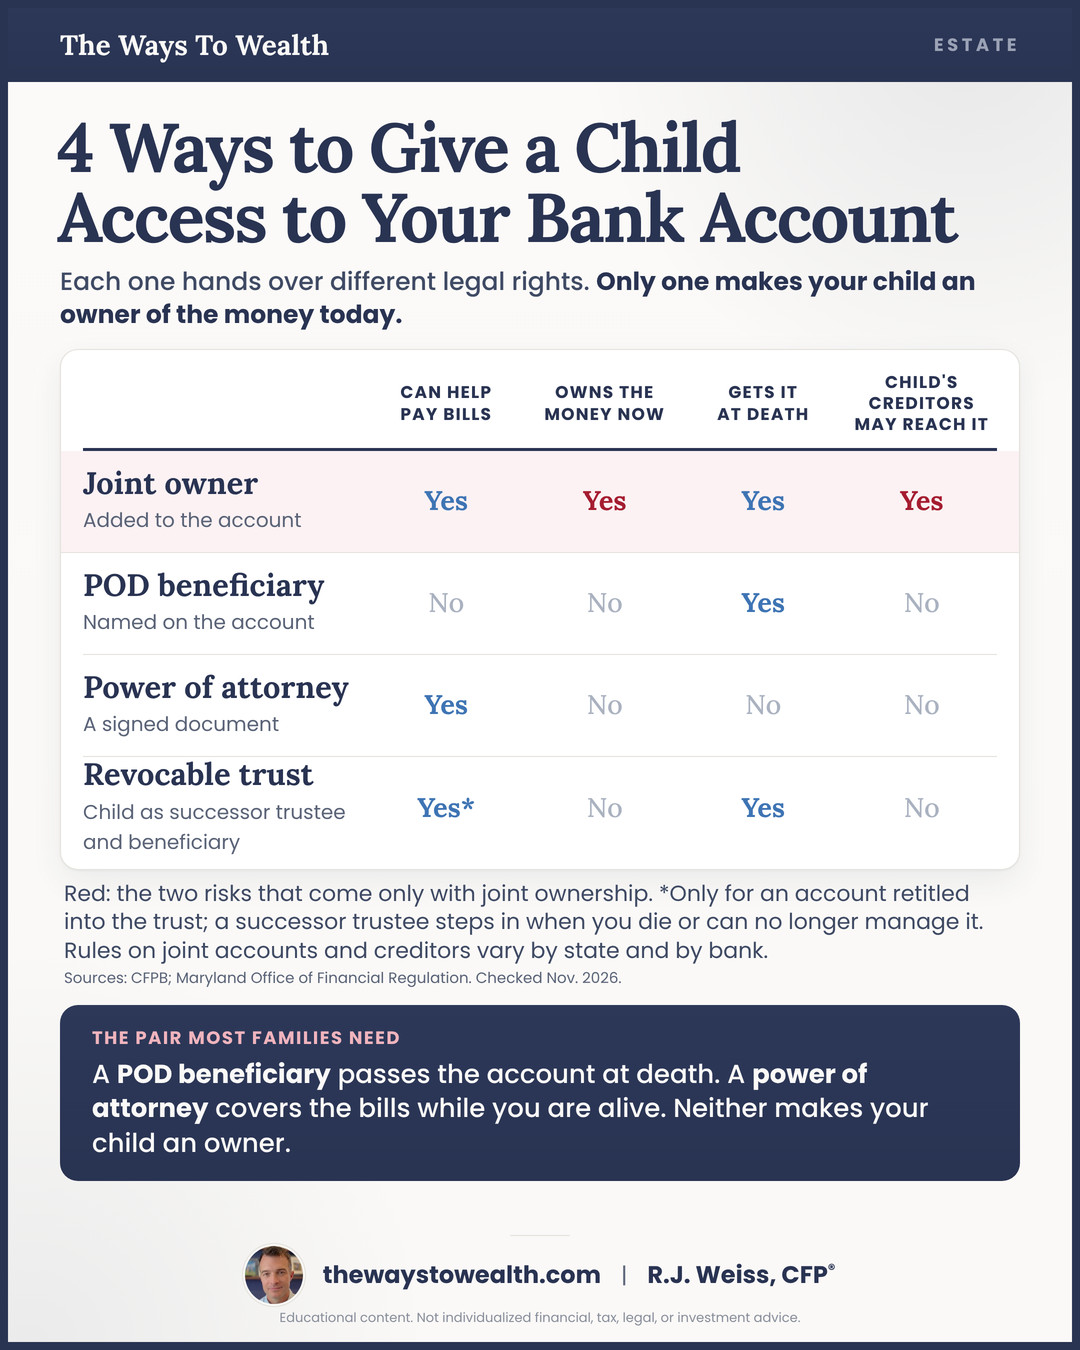 The Ways To Wealth
ESTATE
4 Ways to Give a Child
Access to Your Bank Account
Each one hands over different legal rights. Only one makes your child an
owner of the money today.
CAN HELP
PAY BILLS
OWNS THE
MONEY NOW
GETS IT
AT DEATH
CHILD'S
CREDITORS
MAY REACH IT
Joint owner
Added to the account
Yes
Yes
Yes
Yes
POD beneficiary
Named on the account
No
No
Yes
No
Power of attorney
A signed document
Yes
No
No
No
Revocable trust
Child as successor trustee
and beneficiary
Yes*
No
Yes
No
Red: the two risks that come only with joint ownership. *Only for an account retitled
into the trust; a successor trustee steps in when you die or can no longer manage it.
Rules on joint accounts and creditors vary by state and by bank.
Sources: CFPB; Maryland Office of Financial Regulation. Checked Nov. 2026.
THE PAIR MOST FAMILIES NEED
A POD beneficiary passes the account at death. A power of
attorney covers the bills while you are alive. Neither makes your
child an owner.
thewaystowealth.com | R.J. Weiss, CFP®
Educational content. Not individualized financial, tax, legal, or investment advice.